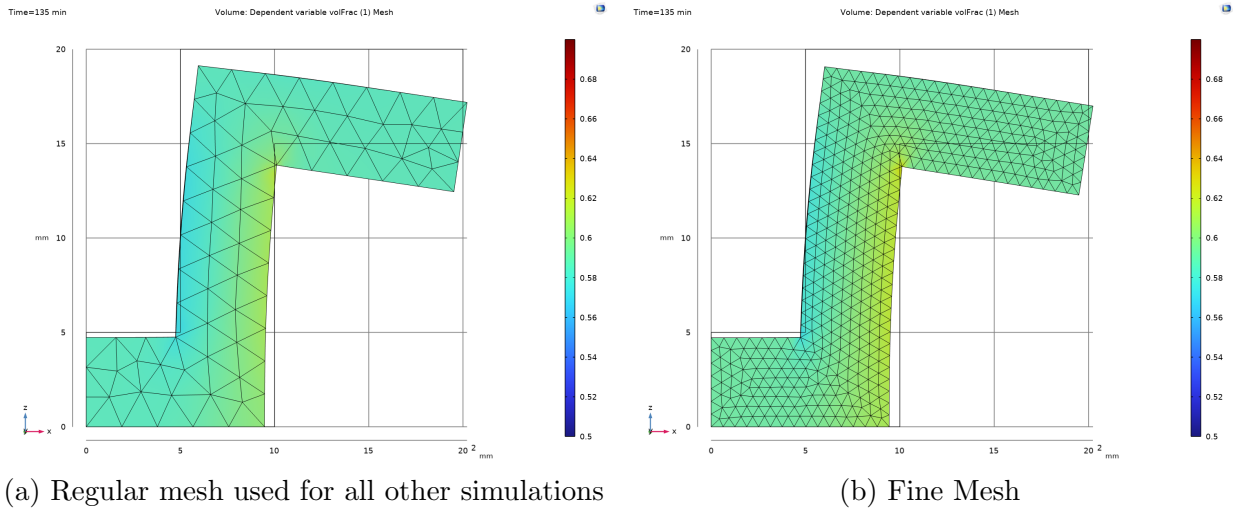 Time=135 min Volume: Dependent variable volFrac (1) Mesh
20
15
mm 10
5
0
0 5 10 15 20 2
mm
z
y x
0.68
0.66
0.64
0.62
0.6
0.58
0.56
0.54
0.52
0.5
(a) Regular mesh used for all other simulations
Time=135 min Volume: Dependent variable volFrac (1) Mesh
20
15
mm 10
5
0
0 5 10 15 20 2
mm
z
y x
0.68
0.66
0.64
0.62
0.6
0.58
0.56
0.54
0.52
0.5
(b) Fine Mesh